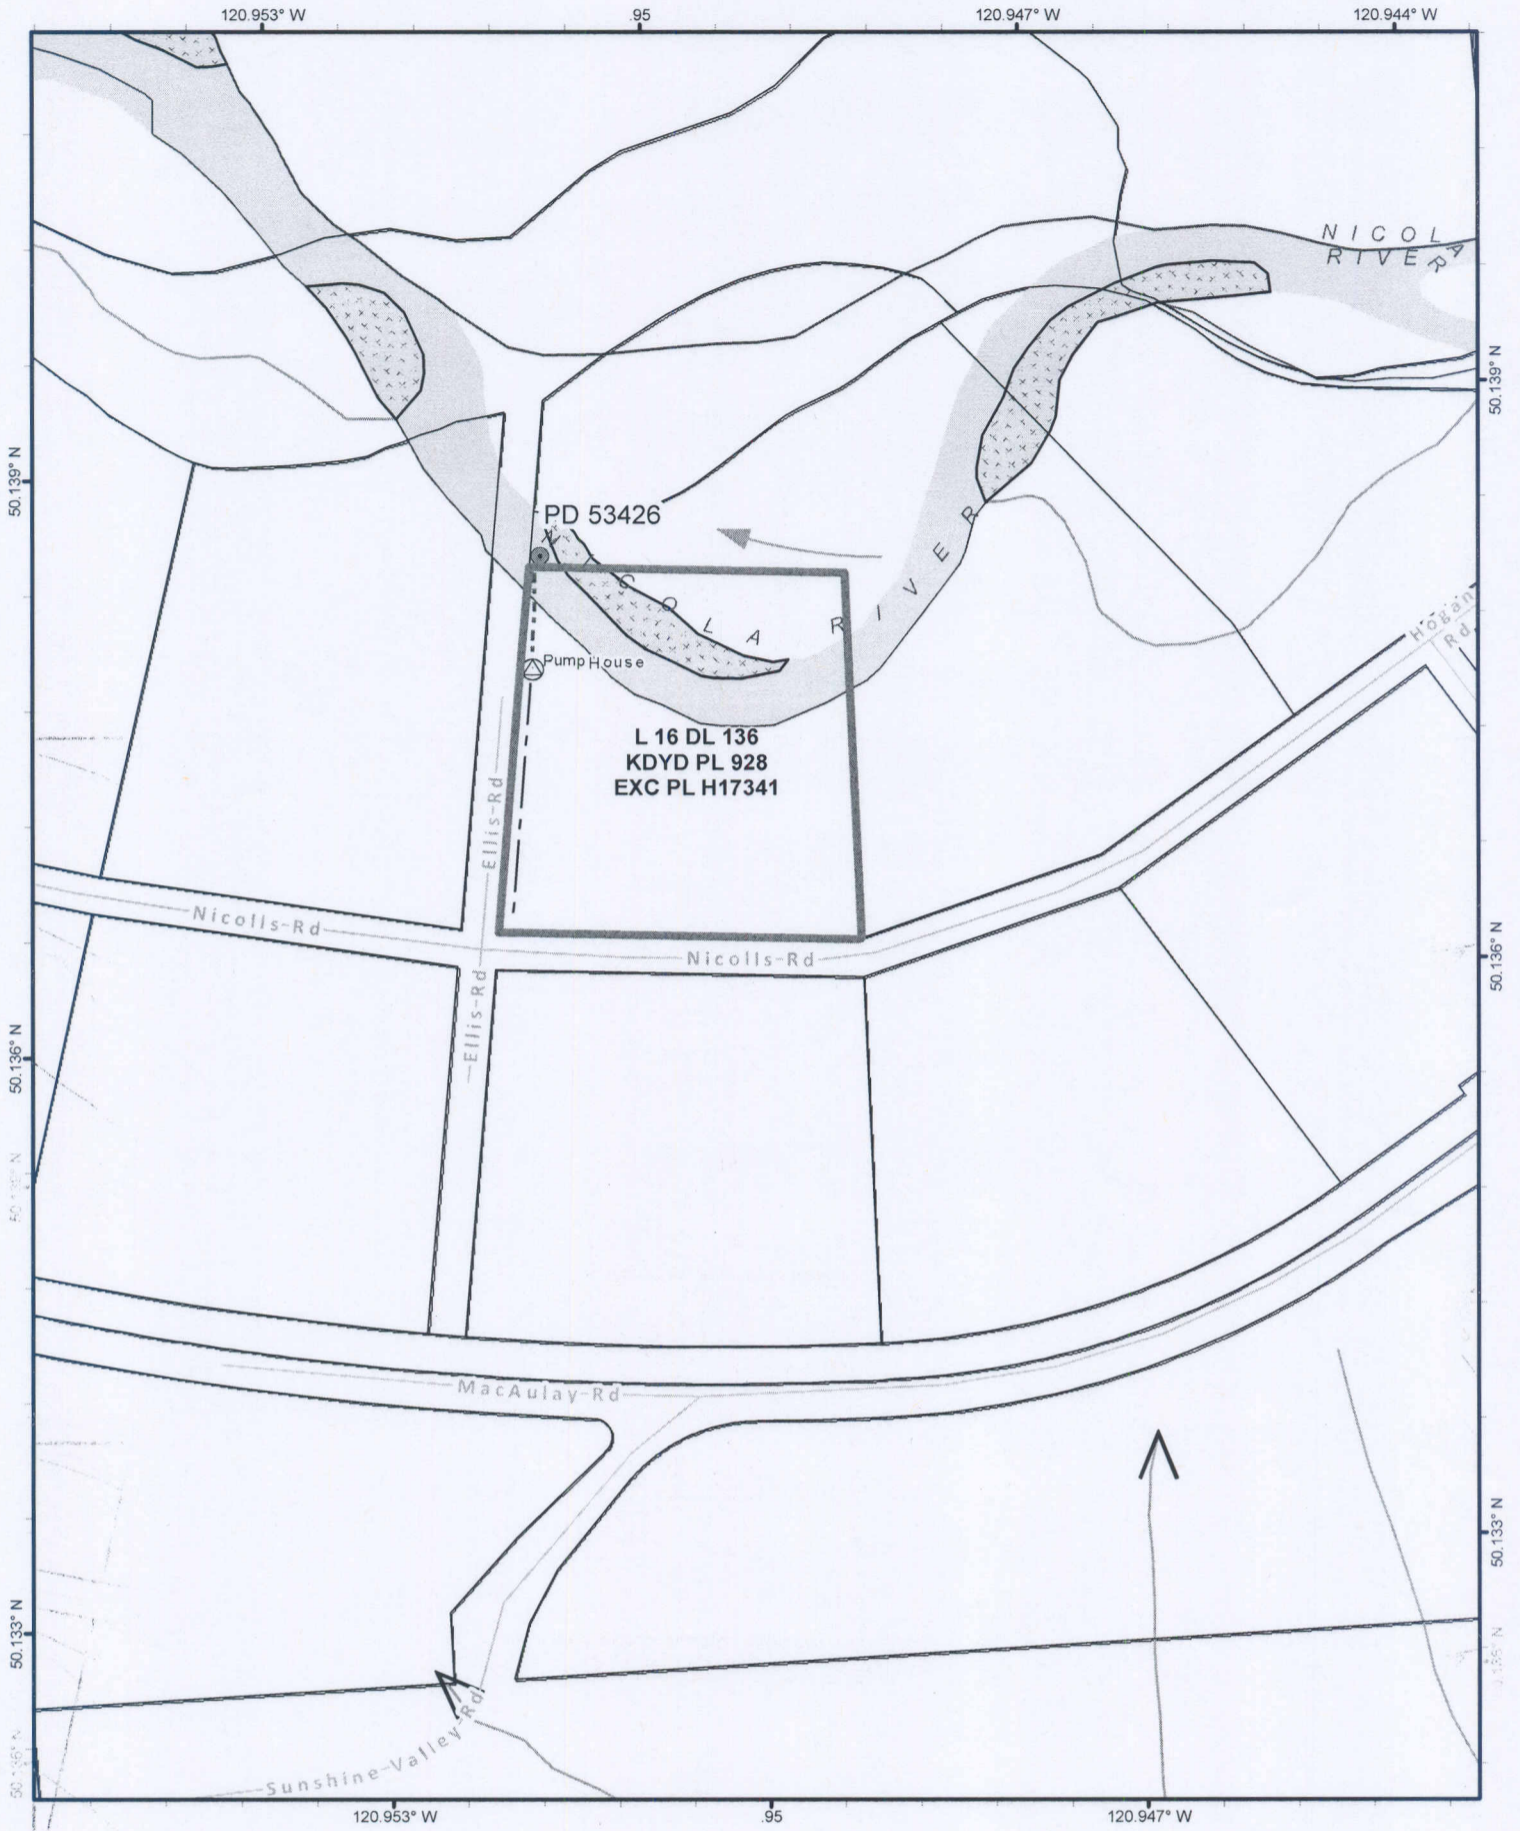 120.953° W
.95
120.947° W
120.944° W
NICOLA
RIVER
50.139° N
50.139° N
PD 53426
NICOLA RIVER
Hogan
Rd
PumpHouse
L 16 DL 136
KDYD PL 928
EXC PL H17341
Ellis-Rd
Nicolls-Rd
Nicolls-Rd
50.136° N
Ellis-Rd
50.136° N
MacAulay-Rd
50.133° N
50.133° N
Sunshine-Valley-Rd
120.953° W
.95
120.947° W